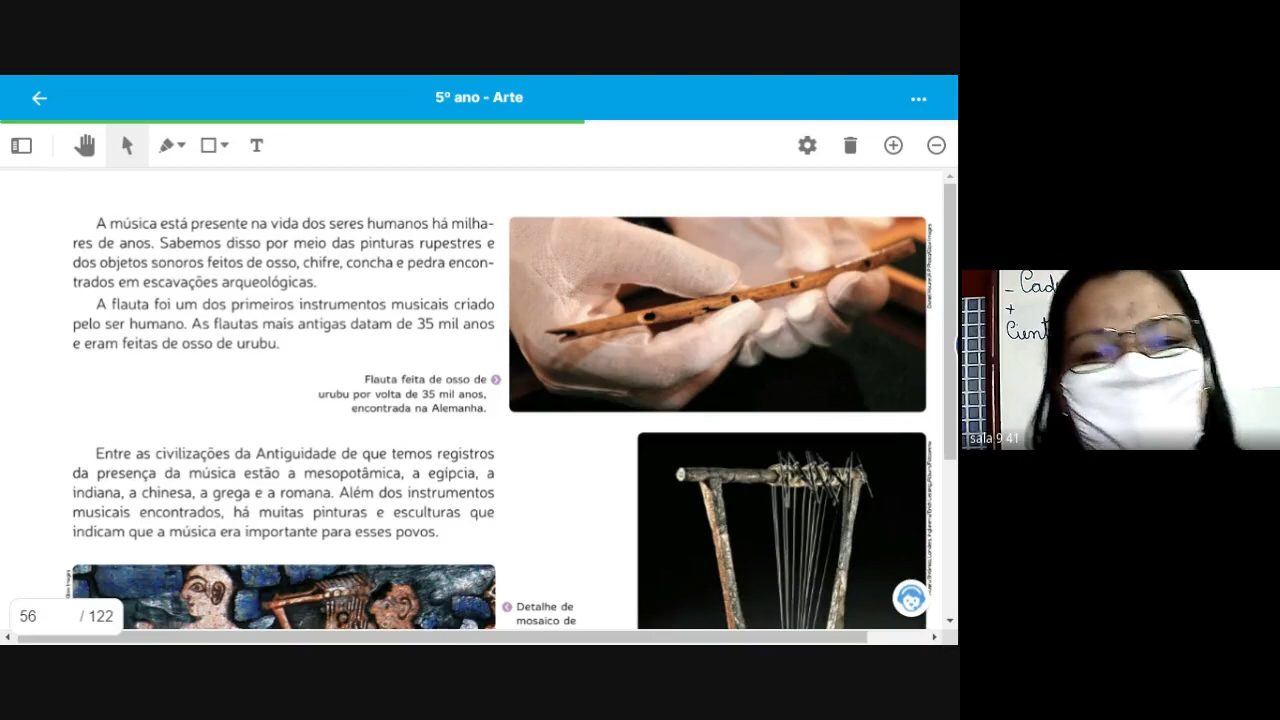 5º ano - Arte
A música está presente na vida dos seres humanos há milha-
res de anos. Sabemos disso por meio das pinturas rupestres e
dos objetos sonoros feitos de osso, chifre, concha e pedra encon-
trados em escavações arqueológicas.
A flauta foi um dos primeiros instrumentos musicais criado
pelo ser humano. As flautas mais antigas datam de 35 mil anos
e eram feitas de osso de urubu.
Flauta feita de osso de
urubu por volta de 35 mil anos,
encontrada na Alemanha.
Entre as civilizações da Antiguidade de que temos registros
da presença da música estão a mesopotâmica, a egípcia, a
indiana, a chinesa, a grega e a romana. Além dos instrumentos
musicais encontrados, há muitas pinturas e esculturas que
indicam que a música era importante para esses povos.
Detalhe de
mosaico de
56 / 122
- Cad
+
Cient
sala 9 41